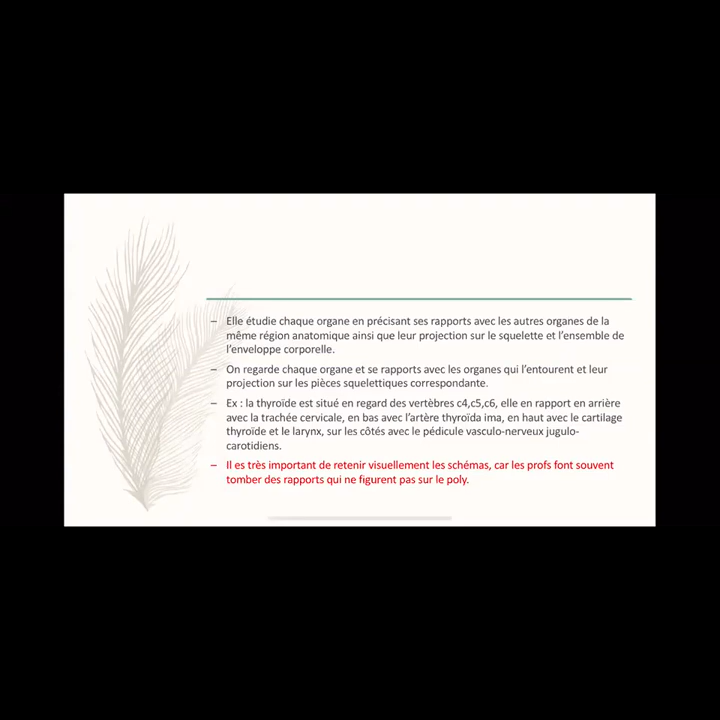 – Elle étudie chaque organe en précisant ses rapports avec les autres organes de la
même région anatomique ainsi que leur projection sur le squelette et l’ensemble de
l’enveloppe corporelle.
– On regarde chaque organe et se rapports avec les organes qui l’entourent et leur
projection sur les pièces squelettiques correspondante.
– Ex : la thyroïde est situé en regard des vertèbres c4,c5,c6, elle en rapport en arrière
avec la trachée cervicale, en bas avec l’artère thyroïda ima, en haut avec le cartilage
thyroïde et le larynx, sur les côtés avec le pédicule vasculo-nerveux jugulo-
carotidiens.
– Il es très important de retenir visuellement les schémas, car les profs font souvent
tomber des rapports qui ne figurent pas sur le poly.